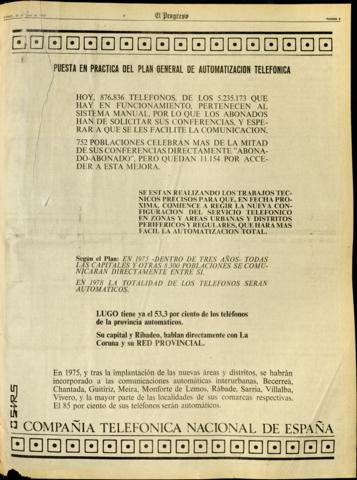 El Progreso
PUESTA EN PRACTICA DEL PLAN GENERAL DE AUTOMATIZACION TELEFONICA
HOY, 876.836 TELEFONOS, DE LOS 5.235.173 QUE
HAY EN FUNCIONAMIENTO, PERTENECEN AL
SISTEMA MANUAL, POR LO QUE LOS ABONADOS
HAN DE SOLICITAR SUS CONFERENCIAS, Y ESPE-
RAR A QUE SE LES FACILITE LA COMUNICACION.
752 POBLACIONES CELEBRAN MAS DE LA MITAD
DE SUS CONFERENCIAS DIRECTAMENTE "ABONA-
DO-ABONADO", PERO QUEDAN 11.154 POR ACCE-
DER A ESTA MEJORA.
SE ESTAN REALIZANDO LOS TRABAJOS TEC-
NICOS PRECISOS PARA QUE, EN FECHA PRO-
XIMA, COMIENCE A REGIR LA NUEVA CON-
FIGURACION DEL SERVICIO TELEFONICO
EN ZONAS Y AREAS URBANAS Y DISTRITOS
PERIFERICOS Y REGULARES, QUE HARA MAS
FACIL LA AUTOMATIZACION TOTAL.
Según el Plan: EN 1975 -DENTRO DE TRES AÑOS- TODAS
LAS CAPITALES Y OTRAS 8.300 POBLACIONES SE COMU-
NICARAN DIRECTAMENTE ENTRE SI.
EN 1978 LA TOTALIDAD DE LOS TELEFONOS SERAN
AUTOMATICOS.
LUGO tiene ya el 53,3 por ciento de los teléfonos
de la provincia automáticos.
Su capital y Ribadeo, hablan directamente con La
Coruña y su RED PROVINCIAL.
En 1975, y tras la implantación de las nuevas áreas y distritos, se habrán
incorporado a las comunicaciones automáticas interurbanas, Becerreá,
Chantada, Guitiriz, Meira, Monforte de Lemos, Rábade, Sarria, Villalba,
Vivero, y la mayor parte de las localidades de sus comarcas respectivas.
El 85 por ciento de sus teléfonos serán automáticos.
COMPAÑIA TELEFONICA NACIONAL DE ESPAÑA